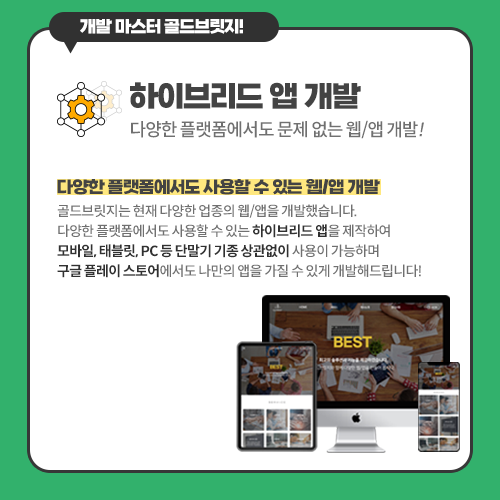 개발 마스터 골드브릿지!
하이브리드 앱 개발
다양한 플랫폼에서도 문제 없는 웹/앱 개발!
다양한 플랫폼에서도 사용할 수 있는 웹/앱 개발
골드브릿지는 현재 다양한 업종의 웹/앱을 개발했습니다.
다양한 플랫폼에서도 사용할 수 있는 하이브리드 앱을 제작하여
모바일, 태블릿, PC 등 단말기 기종 상관없이 사용이 가능하며
구글 플레이 스토어에서도 나만의 앱을 가질 수 있게 개발해드립니다!
BEST
BEST
BEST